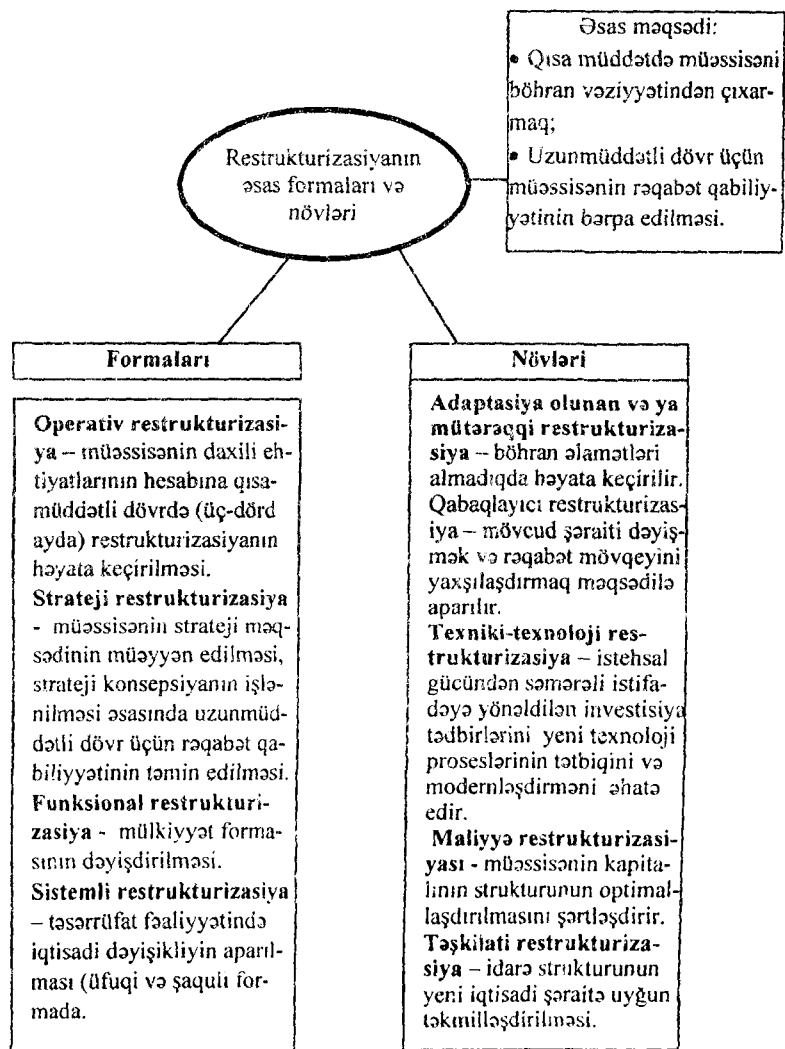 Əsas məqsədi:
• Qısa müddətdə müəssisəni
böhran vəziyyətindən çıxar-
maq;
• Uzunmüddətli dövr üçün
müəssisənin rəqabət qabiliy-
yətinin bərpa edilməsi.
Restrukturizasiyanın
əsas formaları və
növləri
Formaları
Operativ restrukturizasi-
ya – müəssisənin daxili eh-
tiyatlarının hesabına qısa-
müddətli dövrdə (üç-dörd
ayda) restrukturizasiyanın
həyata keçirilməsi.
Strateji restrukturizasiya
- müəssisənin strateji məq-
sədinin müəyyən edilməsi,
strateji konsepsiyanın işlə-
nilməsi əsasında uzunmüd-
dətli dövr üçün rəqabət qa-
biliyyətinin təmin edilməsi.
Funksional restrukturi-
zasiya - mülkiyyət forma-
sının dəyişdirilməsi.
Sistemli restrukturizasiya
– təsərrüfat fəaliyyətində
iqtisadi dəyişikliyin aparıl-
ması (üfuqi və şaquli for-
mada.
Növləri
Adaptasiya olunan və ya
mütərəqqi restrukturiza-
siya – böhran əlamətləri
almadıqda həyata keçirilir.
Qabaqlayıcı restrukturizas-
iya – mövcud şəraiti dəyiş-
mək və rəqabət mövqeyini
yaxşılaşdırmaq məqsədilə
aparılır.
Texniki-texnoloji res-
trukturizasiya – istehsal
gücündən səmərəli istifa-
dəyə yönəldilən investisiya
tədbirlərini yeni texnoloji
proseslərinin tətbiqini və
modernləşdirməni əhatə
edir.
Maliyyə restrukturizasi-
yası - müəssisənin kapita-
lının strukturunun optimal-
laşdırılmasını şərtləşdirir.
Təşkilati restrukturiza-
siya – idarə strukturunun
yeni iqtisadi şəraitə uyğun
təkmilləşdirilməsi.